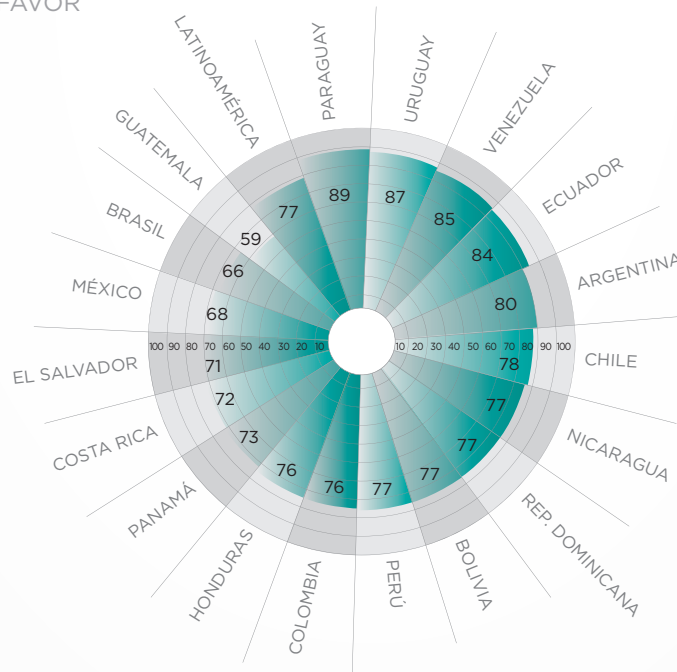 FAVOR
PARAGUAY
89
URUGUAY
87
VENEZUELA
85
ECUADOR
84
ARGENTINA
80
CHILE
78
NICARAGUA
77
REP. DOMINICANA
77
BOLIVIA
77
PERÚ
77
COLOMBIA
76
HONDURAS
76
PANAMÁ
73
COSTA RICA
72
EL SALVADOR
71
MÉXICO
68
BRASIL
66
GUATEMALA
59
LATINOAMÉRICA
77
100 90 80 70 60 50 40 30 20 10
10 20 30 40 50 60 70 80 90 100